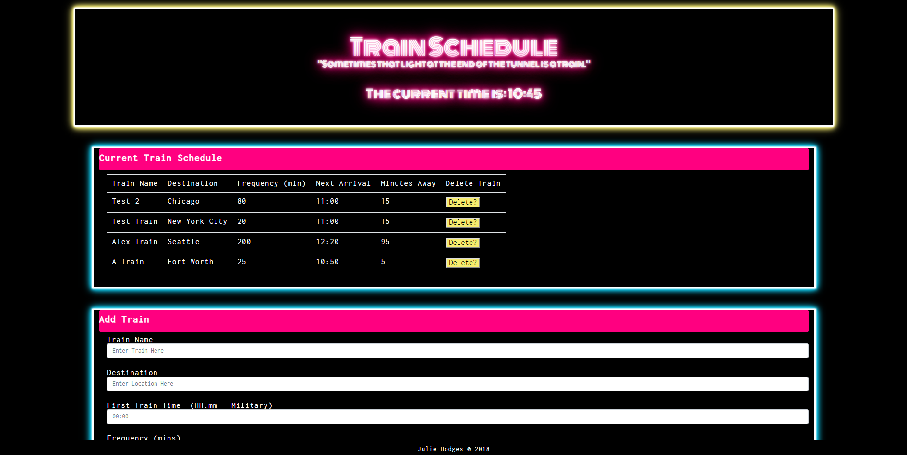 Train Schedule
"Sometimes that light at the end of the tunnel is a train."
The current time is: 10:45
Current Train Schedule
Train Name Destination Frequency (min) Next Arrival Minutes Away Delete Train
Test 2 Chicago 80 11:00 15 Delete?
Test Train New York City 20 11:00 15 Delete?
Alex Train Seattle 200 12:20 95 Delete?
A Train Fort Worth 25 10:50 5 Delete?
Add Train
Train Name
Enter Train Here
Destination
Enter Location Here
First Train Time (HH:mm - Military)
00:00
Frequency (mins)
Julie Hodges © 2018